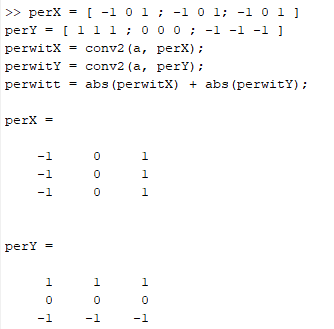 >> perX = [ -1 0 1 ; -1 0 1; -1 0 1 ]
perY = [ 1 1 1 ; 0 0 0 ; -1 -1 -1 ]
perwitX = conv2(a, perX);
perwitY = conv2(a, perY);
perwitt = abs(perwitX) + abs(perwitY);
perX =
-1 0 1
-1 0 1
-1 0 1
perY =
1 1 1
0 0 0
-1 -1 -1